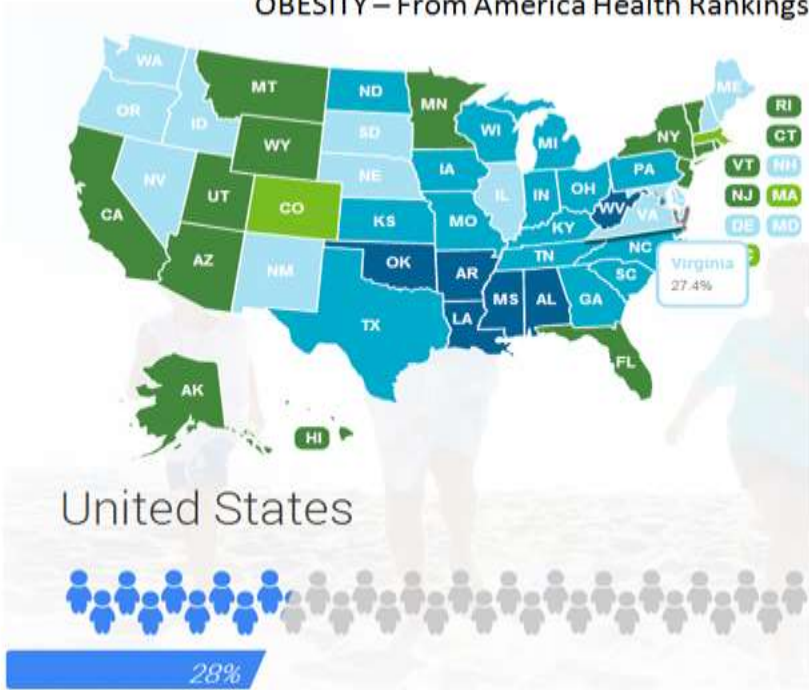 OBESITY – From America Health Rankings
WA
MT
ND
MN
ME
OR
ID
SD
WI
MI
NY
RI
WY
CT
NV
NE
IA
PA
VT
NH
UT
CO
IL
IN
OH
NJ
MA
CA
KS
MO
WV
VA
KY
DE
MD
AZ
NM
OK
AR
TN
NC
Virginia
27.4%
SC
TX
LA
MS
AL
GA
FL
AK
HI
United States
28%